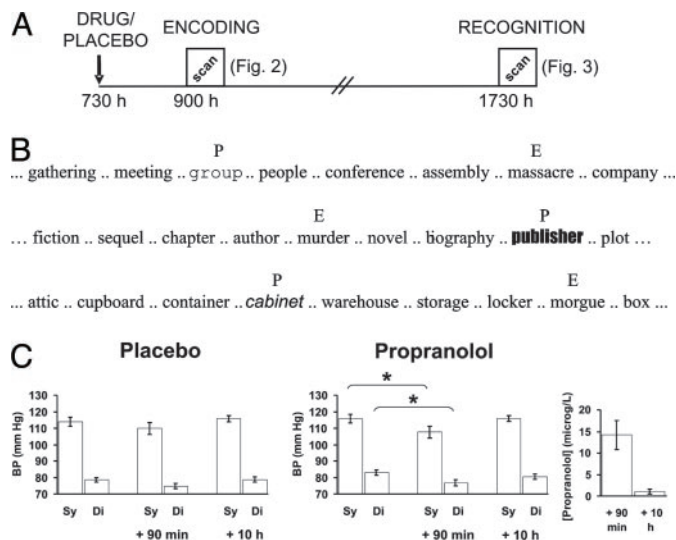 A
DRUG/
PLACEBO
ENCODING
RECOGNITION
scan
(Fig. 2)
scan
(Fig. 3)
730 h
900 h
1730 h
B
P
E
... gathering .. meeting .. group .. people .. conference .. assembly .. massacre .. company ...
E
P
... fiction .. sequel .. chapter .. author .. murder .. novel .. biography .. publisher .. plot ...
P
E
... attic .. cupboard .. container .. cabinet .. warehouse .. storage .. locker .. morgue .. box ...
C
Placebo
BP (mm Hg)
130
120
110
100
90
80
70
Sy Di Sy Di Sy Di
+ 90 min + 10 h
Propranolol
* *
BP (mm Hg)
130
120
110
100
90
80
70
Sy Di Sy Di Sy Di
+ 90 min + 10 h
[Propranolol] (microg/L)
20
15
10
5
0
+ 90 + 10
min h